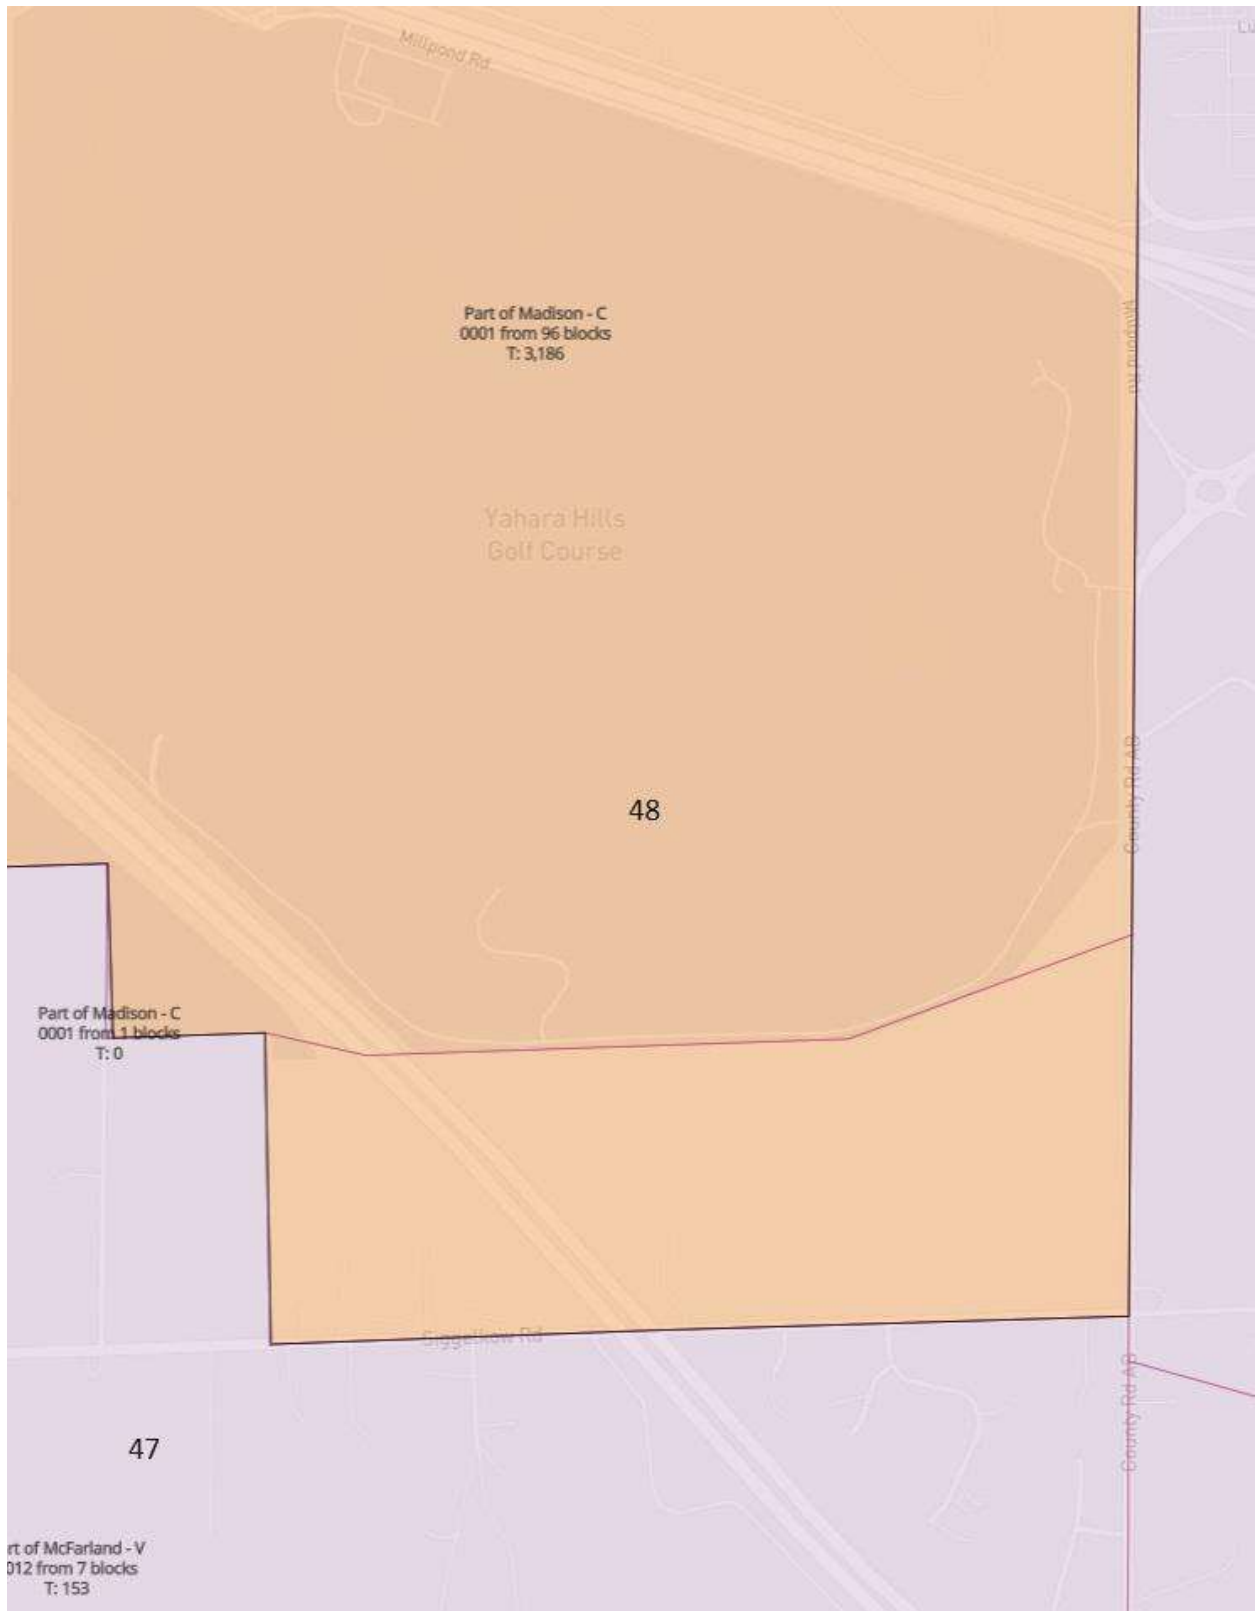 Millpond Rd
Lu
Part of Madison - C
0001 from 96 blocks
T: 3,186
Millpond Rd
Yahara Hills
Golf Course
County Rd AB
48
Part of Madison - C
0001 from 1 blocks
T: 0
Siggelkow Rd
County Rd AB
47
rt of McFarland - V
012 from 7 blocks
T: 153